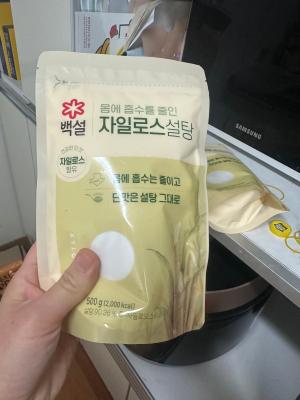 백설
몸에 흡수를 줄인
자일로스설탕
자일로스
함유
몸에 흡수는 줄이고
단맛은 설탕 그대로
500 g (2,000 kcal)
SAMSUNG